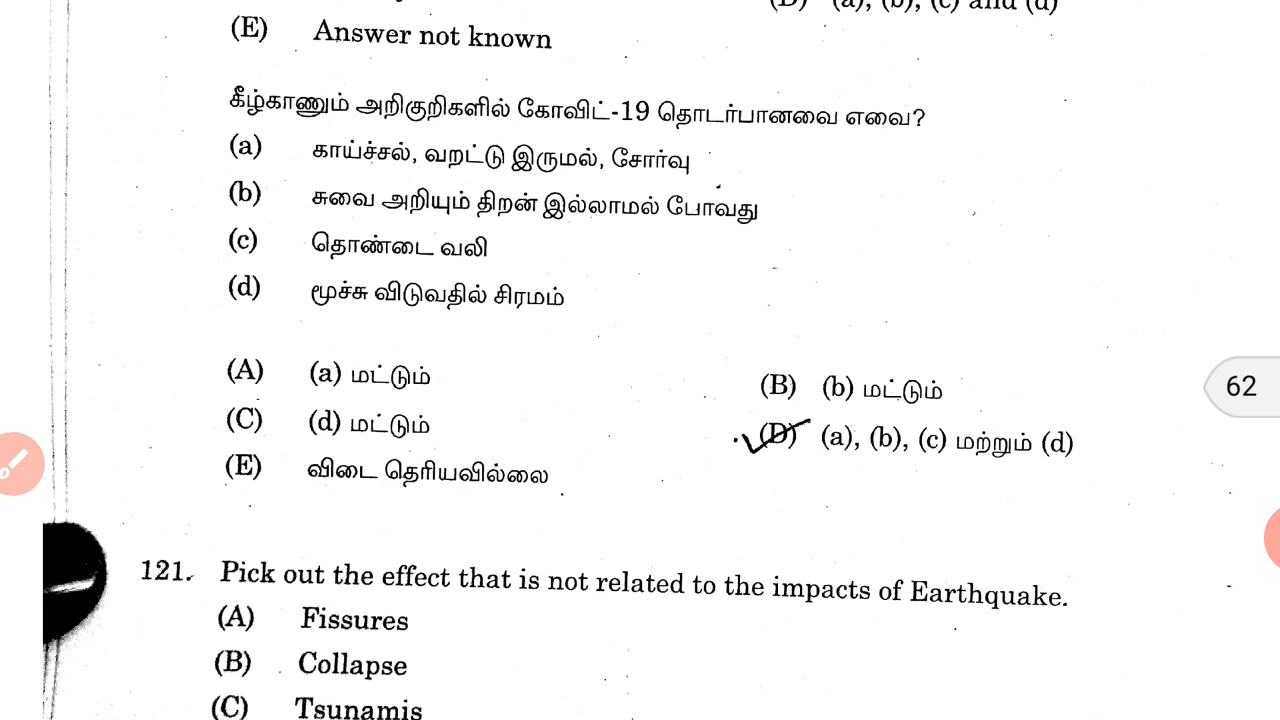 (D) (a), (b), (c) and (d)
(E) Answer not known
கீழ்காணும் அறிகுறிகளில் கோவிட்-19 தொடர்பானவை எவை?
(a) காய்ச்சல், வறட்டு இருமல், சோர்வு
(b) சுவை அறியும் திறன் இல்லாமல் போவது
(c) தொண்டை வலி
(d) மூச்சு விடுவதில் சிரமம்
(A) (a) மட்டும் (B) (b) மட்டும்
(C) (d) மட்டும் (D) (a), (b), (c) மற்றும் (d)
(E) விடை தெரியவில்லை
62
121. Pick out the effect that is not related to the impacts of Earthquake.
(A) Fissures
(B) Collapse
(C) Tsunamis